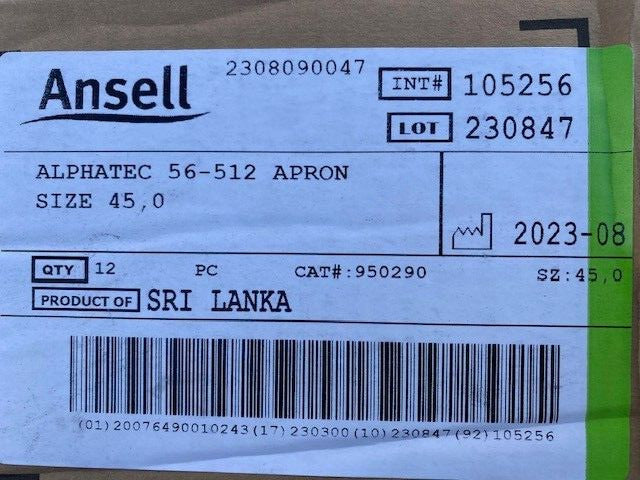 Ansell
2308090047
INT# 105256
LOT 230847
ALPHATEC 56-512 APRON
SIZE 45,0
2023-08
QTY 12 PC CAT#:950290 SZ:45,0
PRODUCT OF SRI LANKA
(01)20076490010243(17)230300(10)230847(92)105256